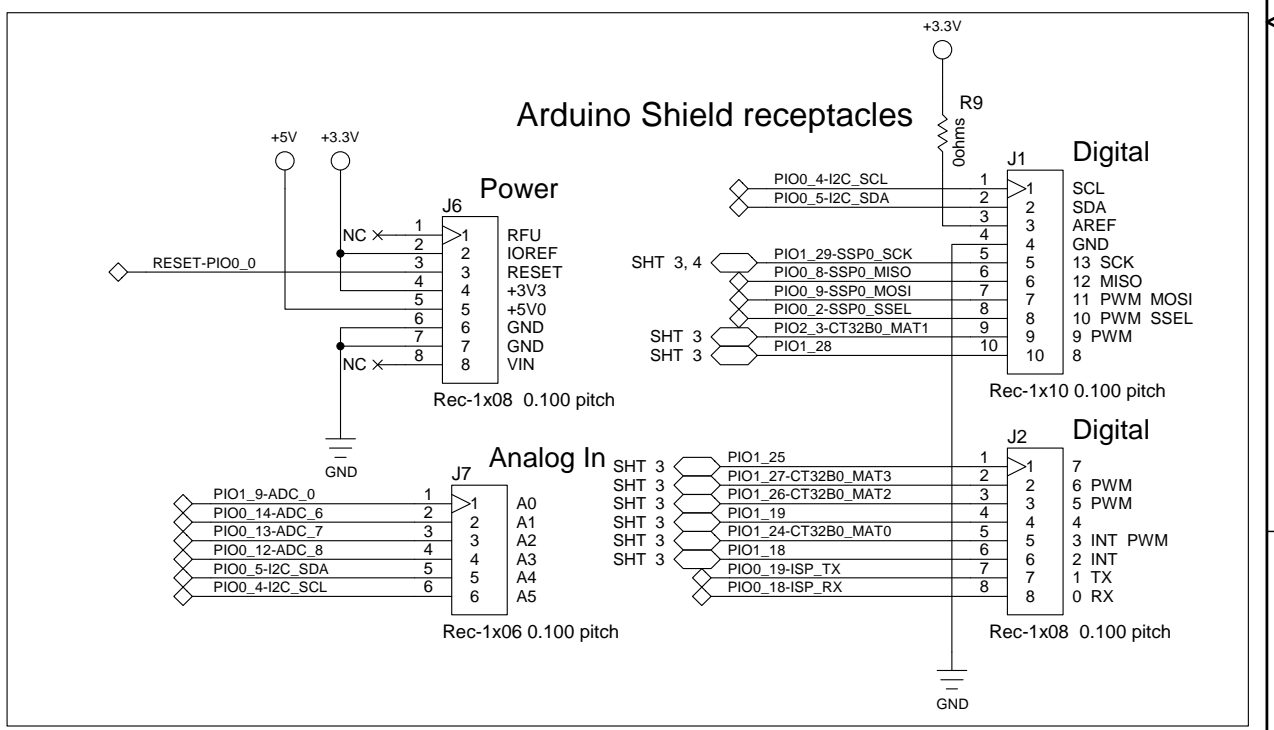 Arduino Shield receptacles
+5V
+3.3V
Power
J6
NC 1 1 RFU
2 2 IOREF
RESET-PIO0_0 3 3 RESET
4 4 +3V3
5 5 +5V0
6 6 GND
7 7 GND
NC 8 8 VIN
Rec-1x08 0.100 pitch
GND
Analog In
J7
PIO1_9-ADC_0 1 1 A0
PIO0_14-ADC_6 2 2 A1
PIO0_13-ADC_7 3 3 A2
PIO0_12-ADC_8 4 4 A3
PIO0_5-I2C_SDA 5 5 A4
PIO0_4-I2C_SCL 6 6 A5
Rec-1x06 0.100 pitch
+3.3V
R9
0ohms
Digital
J1
PIO0_4-I2C_SCL 1 1 SCL
PIO0_5-I2C_SDA 2 2 SDA
3 3 AREF
4 4 GND
SHT 3, 4 PIO1_29-SSP0_SCK 5 5 13 SCK
PIO0_8-SSP0_MISO 6 6 12 MISO
PIO0_9-SSP0_MOSI 7 7 11 PWM MOSI
PIO0_2-SSP0_SSEL 8 8 10 PWM SSEL
SHT 3 PIO2_3-CT32B0_MAT1 9 9 9 PWM
SHT 3 PIO1_28 10 10 8
Rec-1x10 0.100 pitch
Digital
J2
SHT 3 PIO1_25 1 1 7
SHT 3 PIO1_27-CT32B0_MAT3 2 2 6 PWM
SHT 3 PIO1_26-CT32B0_MAT2 3 3 5 PWM
SHT 3 PIO1_19 4 4 4
SHT 3 PIO1_24-CT32B0_MAT0 5 5 3 INT PWM
SHT 3 PIO1_18 6 6 2 INT
PIO0_19-ISP_TX 7 7 1 TX
PIO0_18-ISP_RX 8 8 0 RX
Rec-1x08 0.100 pitch
GND